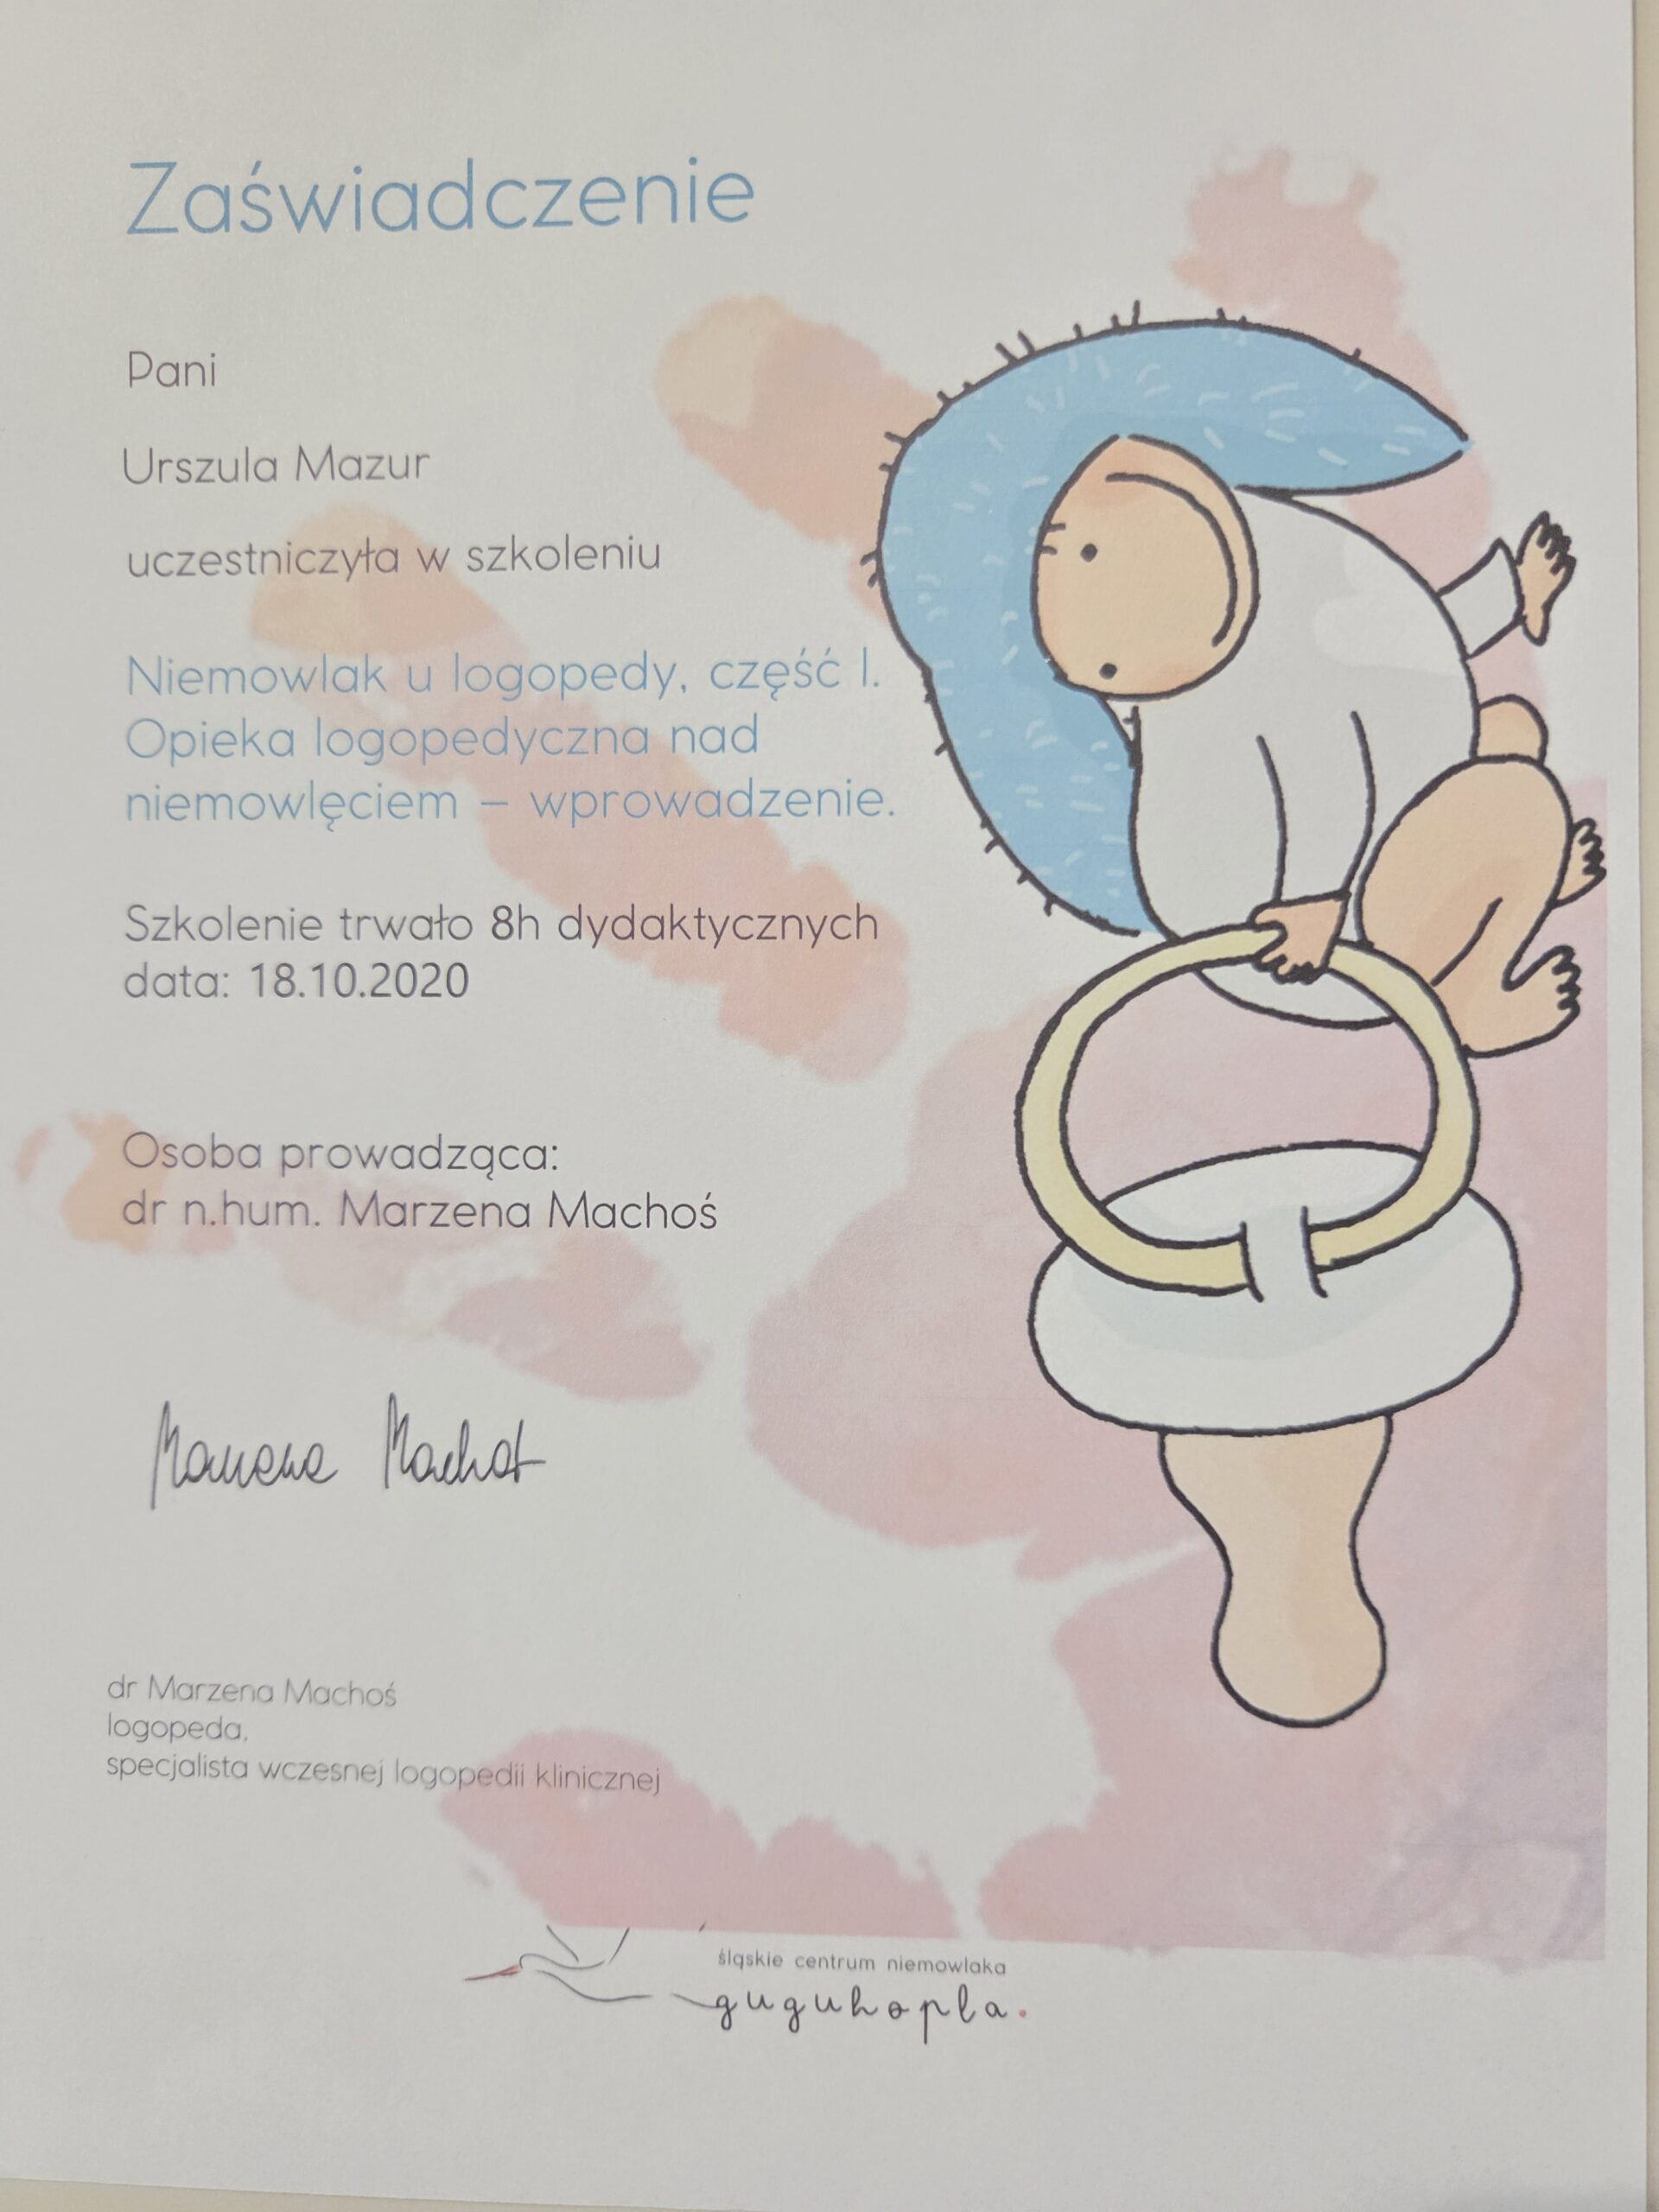 Zaświadczenie
Pani
Urszula Mazur
uczestniczyła w szkoleniu
Niemowlak u logopedy, część I.
Opieka logopedyczna nad
niemowlęciem – wprowadzenie.
Szkolenie trwało 8h dydaktycznych
data: 18.10.2020
Osoba prowadząca:
dr n.hum. Marzena Machoś
Marzena Machoś
dr Marzena Machoś
logopeda,
specjalista wczesnej logopedii klinicznej
śląskie centrum niemowlaka
guguhopla.